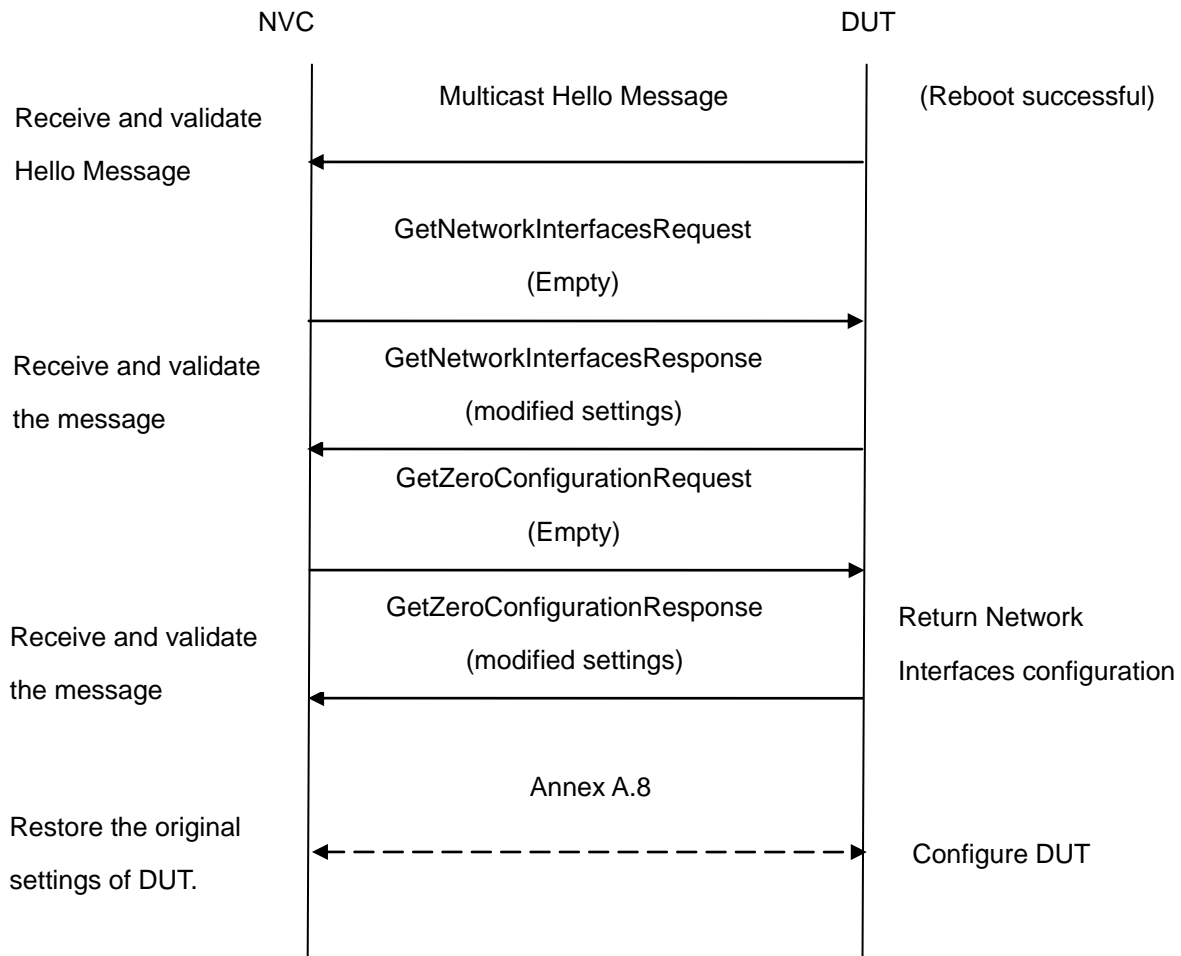 NVC
DUT
Multicast Hello Message
(Reboot successful)
Receive and validate
Hello Message
GetNetworkInterfacesRequest
(Empty)
GetNetworkInterfacesResponse
(modified settings)
Receive and validate
the message
GetZeroConfigurationRequest
(Empty)
GetZeroConfigurationResponse
(modified settings)
Receive and validate
the message
Return Network
Interfaces configuration
Annex A.8
Restore the original
settings of DUT.
Configure DUT